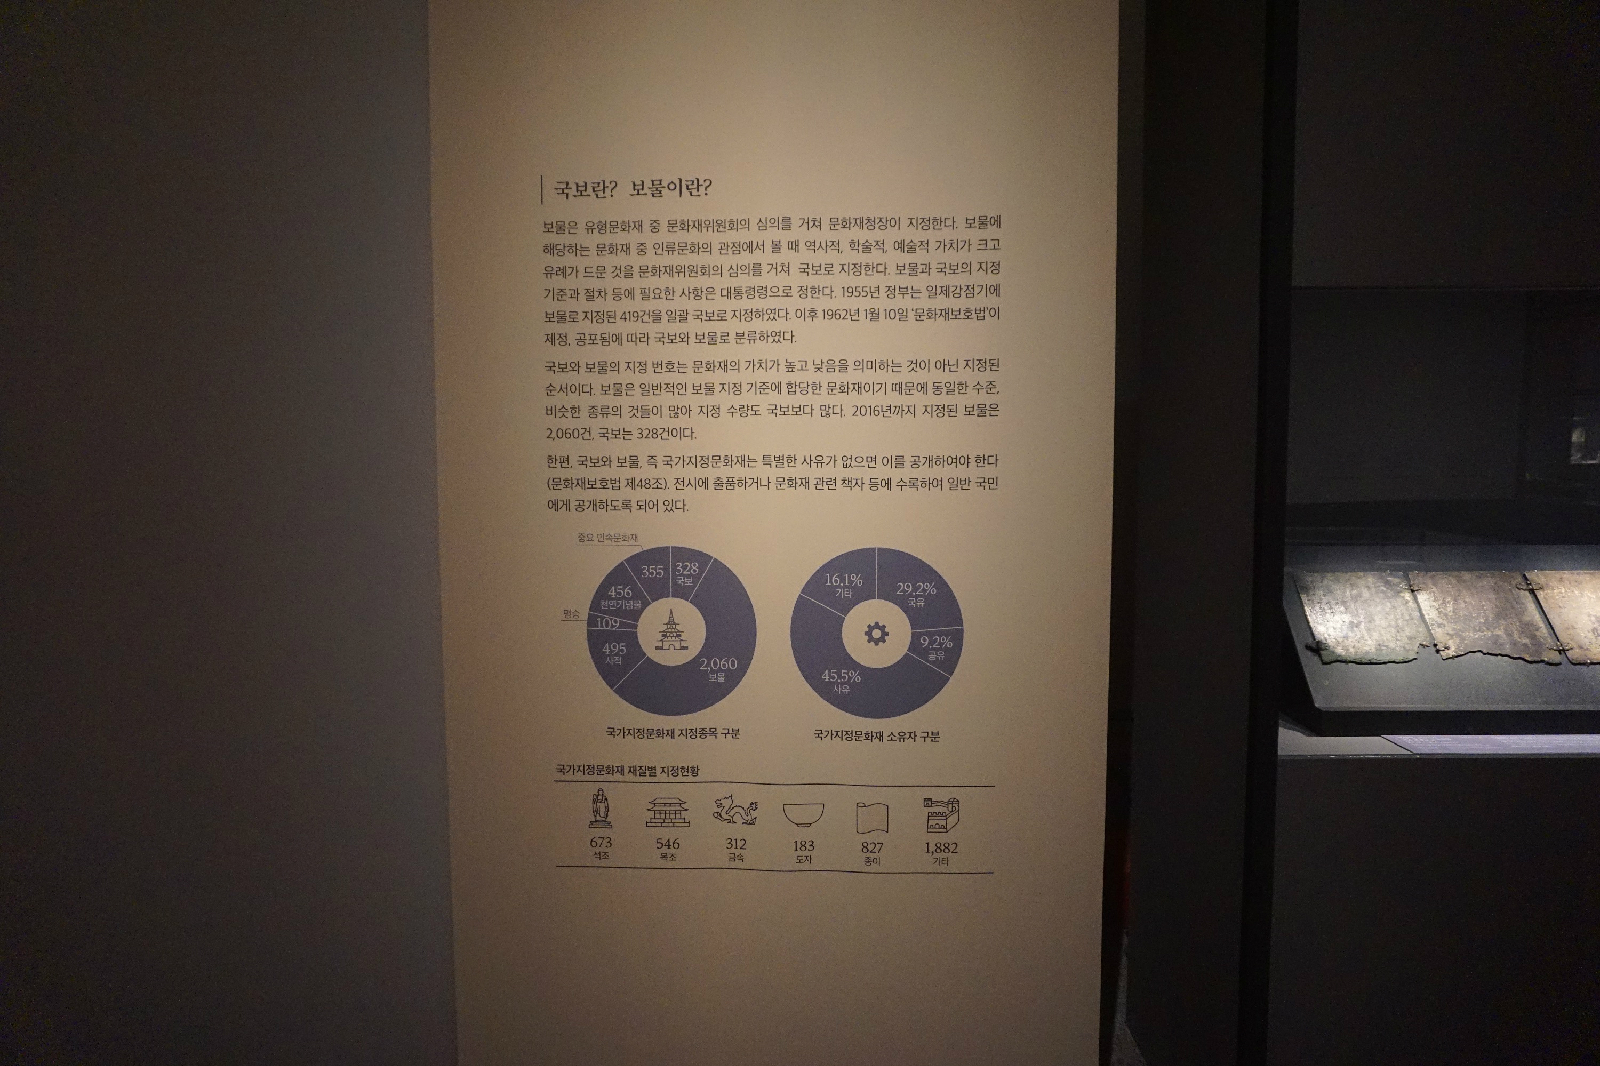 국보란? 보물이란?
보물은 유형문화재 중 문화재위원회의 심의를 거쳐 문화재청장이 지정한다. 보물에
해당하는 문화재 중 인류문화의 관점에서 볼 때 역사적, 학술적, 예술적 가치가 크고
유례가 드문 것을 문화재위원회의 심의를 거쳐 국보로 지정한다. 보물과 국보의 지정
기준과 절차 등에 필요한 사항은 대통령령으로 정한다. 1955년 정부는 일제강점기에
보물로 지정된 419건을 일괄 국보로 지정하였다. 이후 1962년 1월 10일 '문화재보호법'이
제정, 공포됨에 따라 국보와 보물로 분류하였다.
국보와 보물의 지정 번호는 문화재의 가치가 높고 낮음을 의미하는 것이 아닌 지정된
순서이다. 보물은 일반적인 보물 지정 기준에 합당한 문화재이기 때문에 동일한 수준,
비슷한 종류의 것들이 많아 지정 수량도 국보보다 많다. 2016년까지 지정된 보물은
2,060건, 국보는 328건이다.
한편, 국보와 보물, 즉 국가지정문화재는 특별한 사유가 없으면 이를 공개하여야 한다
(문화재보호법 제48조). 전시에 출품하거나 문화재 관련 책자 등에 수록하여 일반 국민
에게 공개하도록 되어 있다.
중요 민속문화재
355
328
국보
456
천연기념물
명승
109
495
사적
2,060
보물
국가지정문화재 지정종목 구분
16.1%
기타
29.2%
국유
9.2%
공유
45.5%
사유
국가지정문화재 소유자 구분
국가지정문화재 재질별 지정현황
673 546 312 183 827 1,882
석조 목조 금속 도자 종이 기타